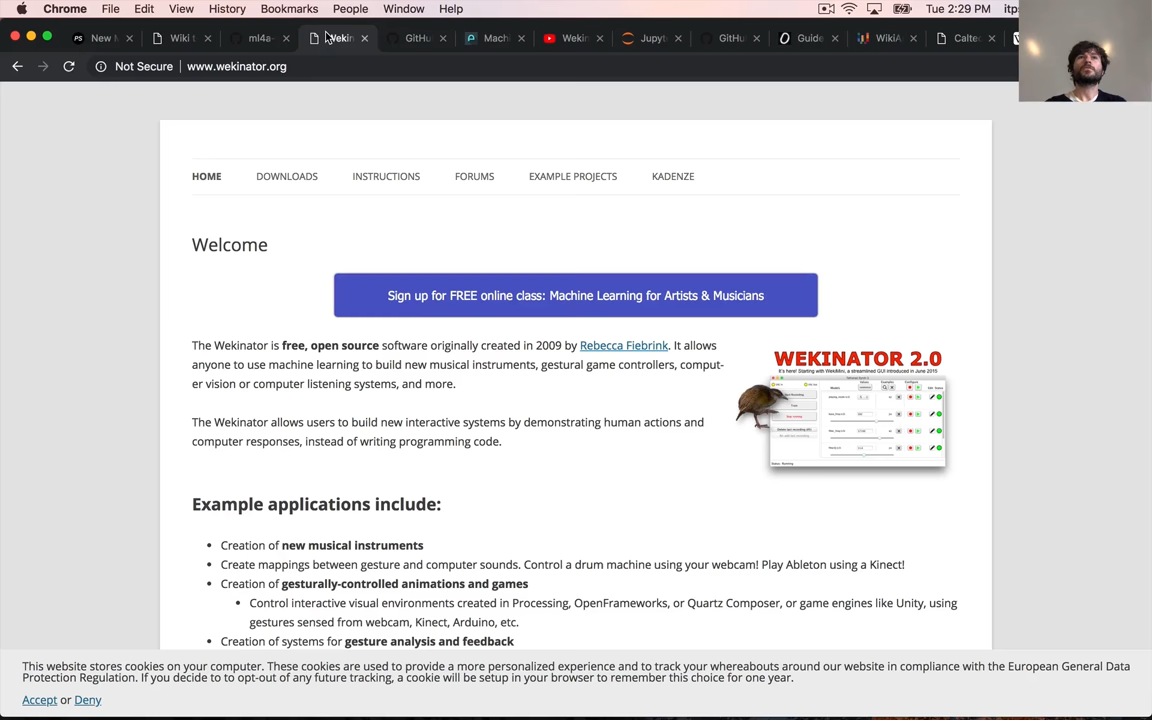 Chrome File Edit View History Bookmarks People Window Help Tue 2:29 PM itps
New M Wiki t ml4a- Wekin GitHu Mach Wekin Jupyt GitHu Guide WikiA Caltec
Not Secure www.wekinator.org
HOME DOWNLOADS INSTRUCTIONS FORUMS EXAMPLE PROJECTS KADENZE
Welcome
Sign up for FREE online class: Machine Learning for Artists & Musicians
The Wekinator is free, open source software originally created in 2009 by Rebecca Fiebrink. It allows
anyone to use machine learning to build new musical instruments, gestural game controllers, comput-
er vision or computer listening systems, and more.
WEKINATOR 2.0
It's here! Starting with WekiMini, a streamlined GUI introduced in June 2015
The Wekinator allows users to build new interactive systems by demonstrating human actions and
computer responses, instead of writing programming code.
Example applications include:
Creation of new musical instruments
Create mappings between gesture and computer sounds. Control a drum machine using your webcam! Play Ableton using a Kinect!
Creation of gesturally-controlled animations and games
Control interactive visual environments created in Processing, OpenFrameworks, or Quartz Composer, or game engines like Unity, using
gestures sensed from webcam, Kinect, Arduino, etc.
Creation of systems for gesture analysis and feedback
This website stores cookies on your computer. These cookies are used to provide a more personalized experience and to track your whereabouts around our website in compliance with the European General Data
Protection Regulation. If you decide to to opt-out of any future tracking, a cookie will be setup in your browser to remember this choice for one year.
Accept or Deny